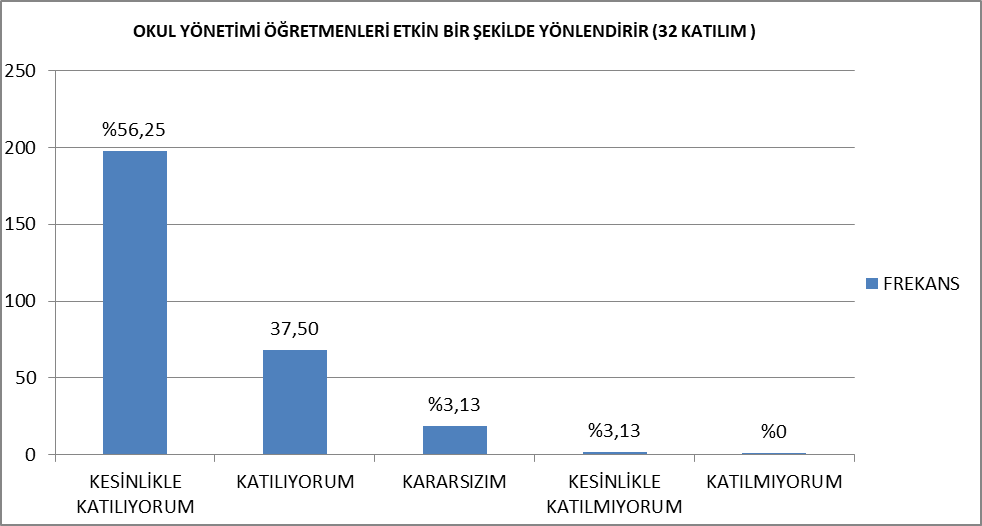 OKUL YÖNETİMİ ÖĞRETMENLERİ ETKİN BİR ŞEKİLDE YÖNLENDİRİR (32 KATILIM )
250
200
150
100
50
0
%56,25
37,50
%3,13
%3,13
%0
KESİNLİKLE
KATILIYORUM
KATILIYORUM
KARARSIZIM
KESİNLİKLE
KATILMIYORUM
KATILMIYORUM
FREKANS